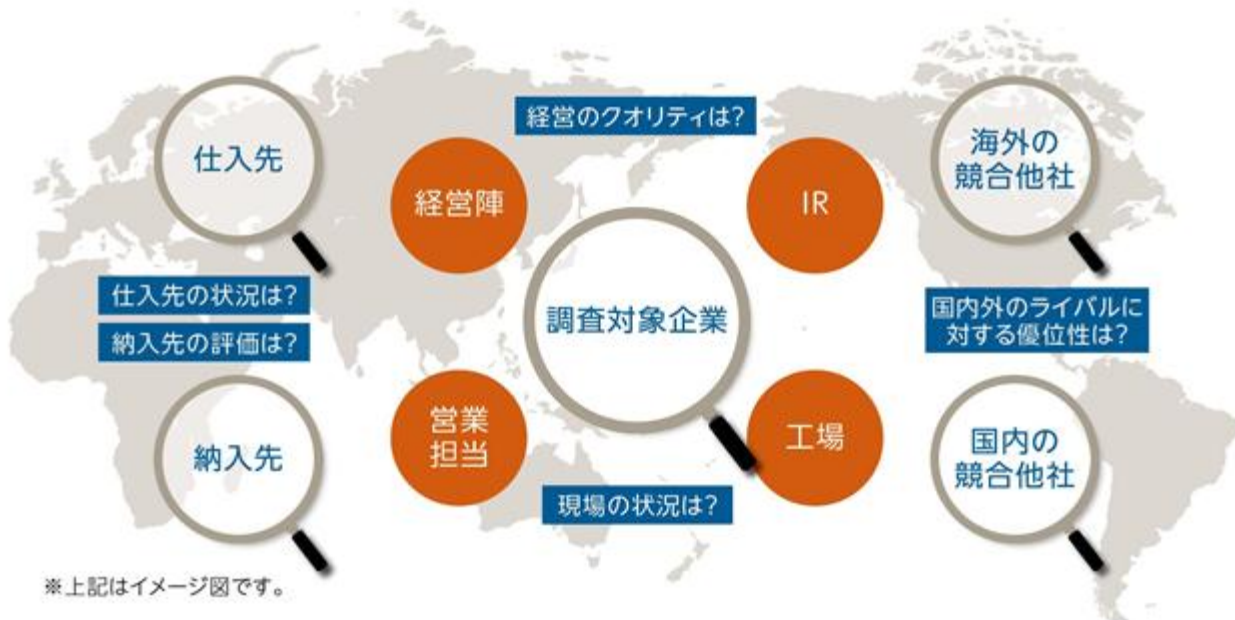 経営のクオリティは?
仕入先
経営陣
IR
海外の
競合他社
仕入先の状況は?
納入先の評価は?
調査対象企業
国内外のライバルに
対する優位性は?
納入先
営業
担当
工場
国内の
競合他社
現場の状況は?
※上記はイメージ図です。